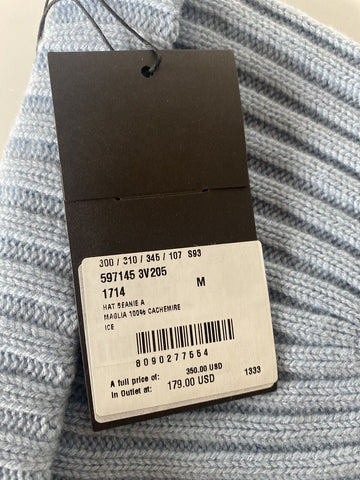 300 / 310 / 345 / 107 S93
597145 3V205
1714 M
HAT BEANIE A
MAGLIA 100% CACHEMIRE
ICE
8090277554
A full price of: 350.00 USD
In Outlet at: 179.00 USD 1333